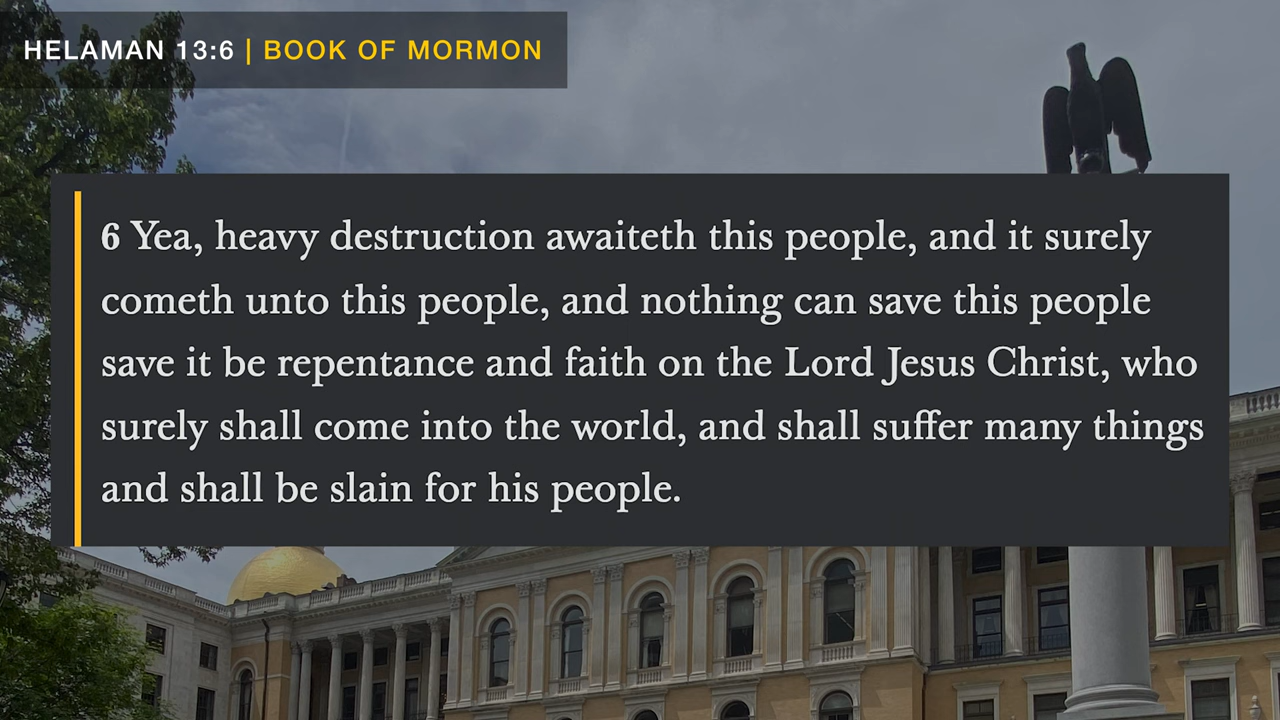 HELAMAN 13:6 | BOOK OF MORMON
6 Yea, heavy destruction awaiteth this people, and it surely
cometh unto this people, and nothing can save this people
save it be repentance and faith on the Lord Jesus Christ, who
surely shall come into the world, and shall suffer many things
and shall be slain for his people.